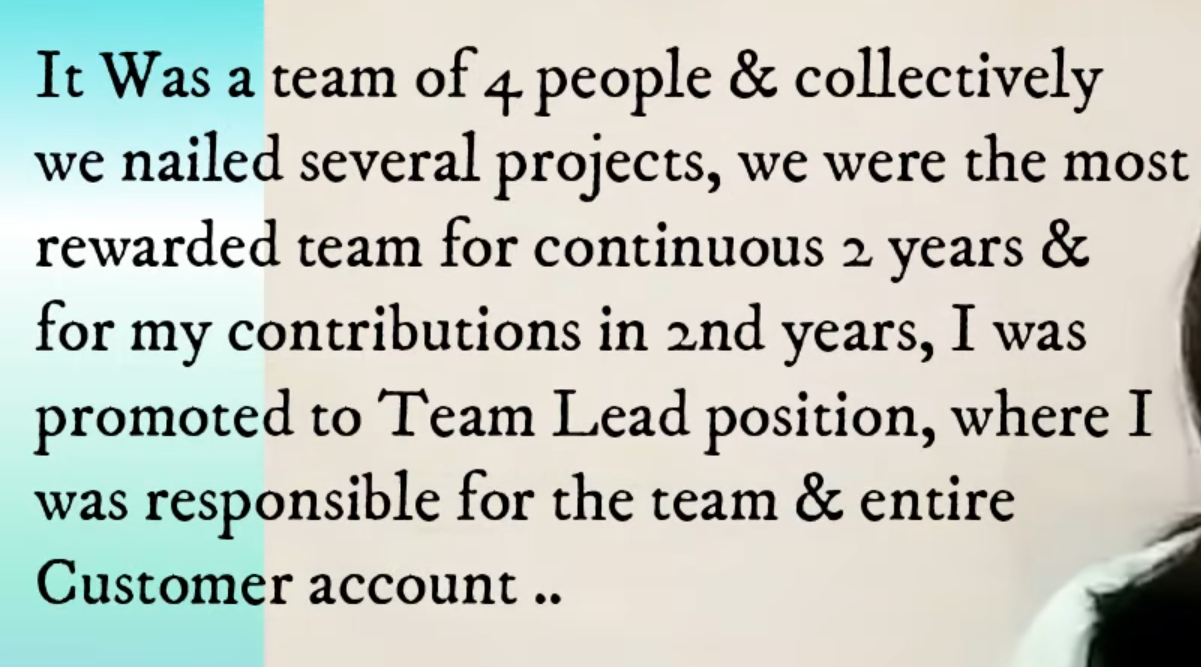 It Was a team of 4 people & collectively
we nailed several projects, we were the most
rewarded team for continuous 2 years &
for my contributions in 2nd years, I was
promoted to Team Lead position, where I
was responsible for the team & entire
Customer account ..